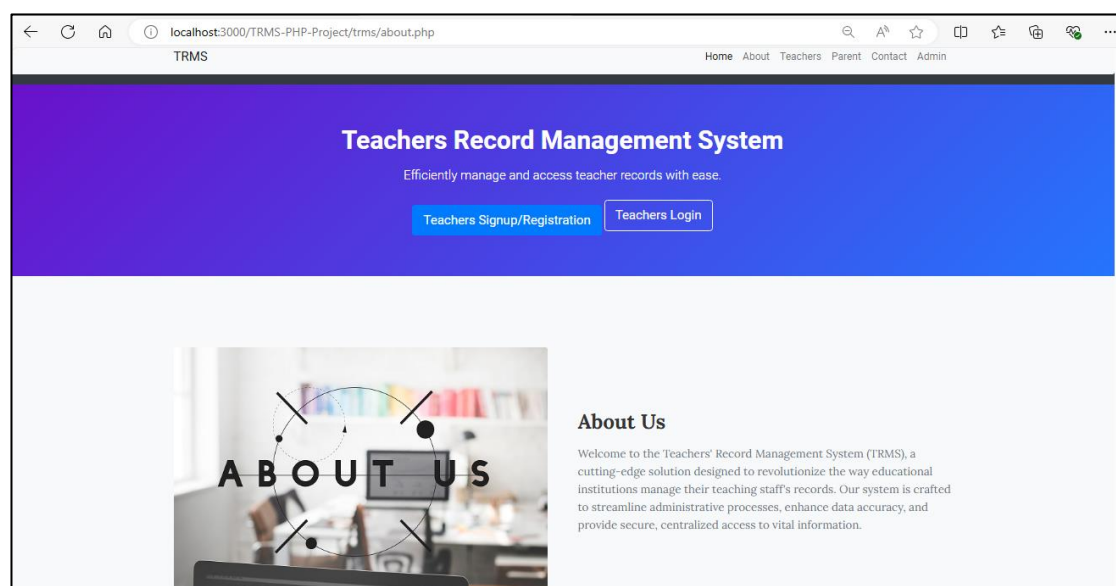 localhost:3000/TRMS-PHP-Project/trms/about.php
TRMS
Home About Teachers Parent Contact Admin
Teachers Record Management System
Efficiently manage and access teacher records with ease.
Teachers Signup/Registration Teachers Login
ABOUT US
About Us
Welcome to the Teachers' Record Management System (TRMS), a
cutting-edge solution designed to revolutionize the way educational
institutions manage their teaching staff's records. Our system is crafted
to streamline administrative processes, enhance data accuracy, and
provide secure, centralized access to vital information.